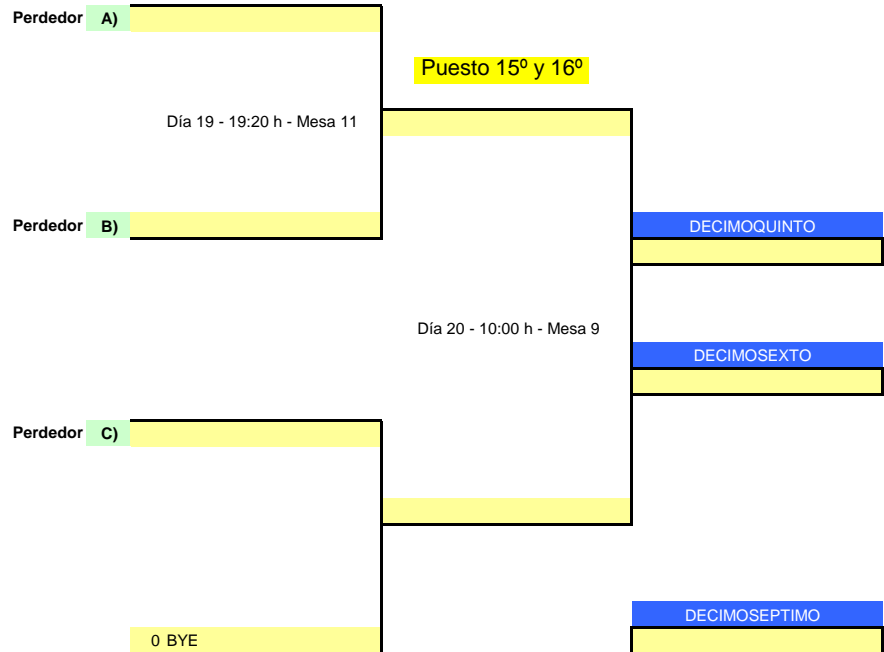 Perdedor A)
Puesto 15º y 16º
Día 19 - 19:20 h - Mesa 11
Perdedor B)
DECIMOQUINTO
Día 20 - 10:00 h - Mesa 9
DECIMOSEXTO
Perdedor C)
DECIMOSEPTIMO
0 BYE